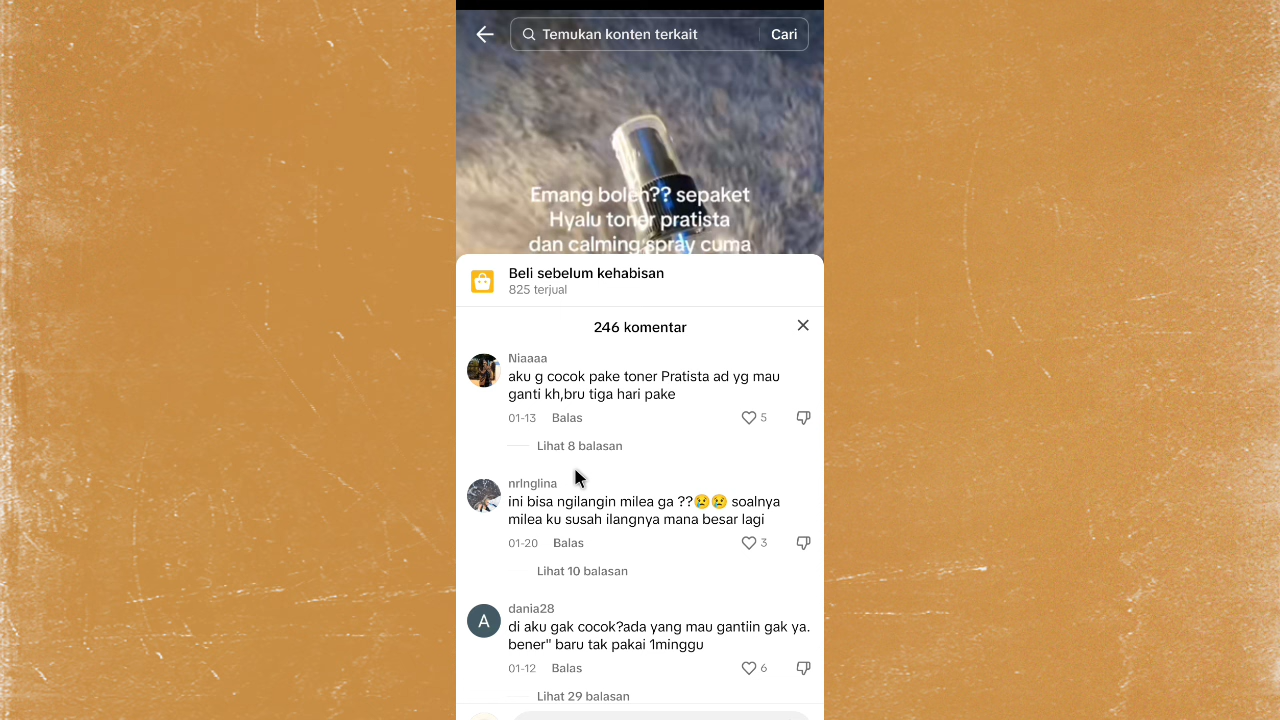 Temukan konten terkait
Cari
Emang boleh?? sepaket
Hyalu toner pratista
dan calming spray cuma
Beli sebelum kehabisan
825 terjual
246 komentar
Niaaaa
aku g cocok pake toner Pratista ad yg mau
ganti kh,bru tiga hari pake
01-13 Balas 5
Lihat 8 balasan
nrlnglina
ini bisa ngilangin milea ga ??😢😢 soalnya
milea ku susah ilangnya mana besar lagi
01-20 Balas 3
Lihat 10 balasan
dania28
A
di aku gak cocok?ada yang mau gantiin gak ya.
bener" baru tak pakai 1minggu
01-12 Balas 6
Lihat 29 balasan